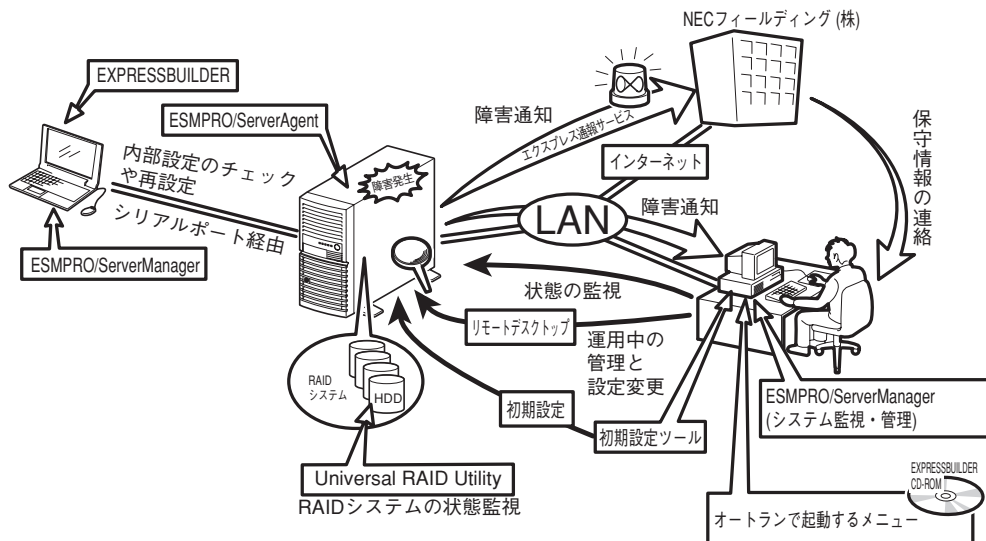 NECフィールディング (株)
EXPRESSBUILDER
ESMPRO/ServerAgent
障害通知
エクスプレス通報サービス
障害発生
インターネット
保守情報の連絡
内部設定のチェック
や再設定
シリアルポート経由
LAN
障害通知
ESMPRO/ServerManager
状態の監視
リモートデスクトップ
運用中の
管理と
設定変更
RAID
システム
HDD
初期設定
初期設定ツール
ESMPRO/ServerManager
(システム監視・管理)
Universal RAID Utility
RAIDシステムの状態監視
EXPRESSBUILDER
CD-ROM
オートランで起動するメニュー